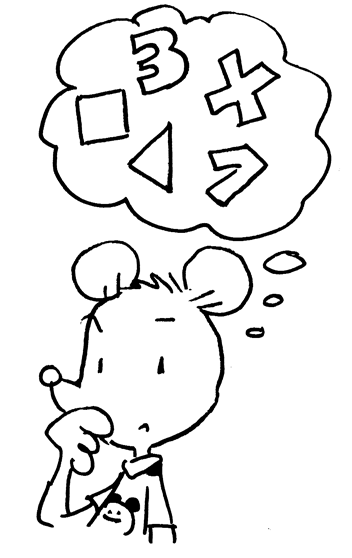 3 ×
□ ◁